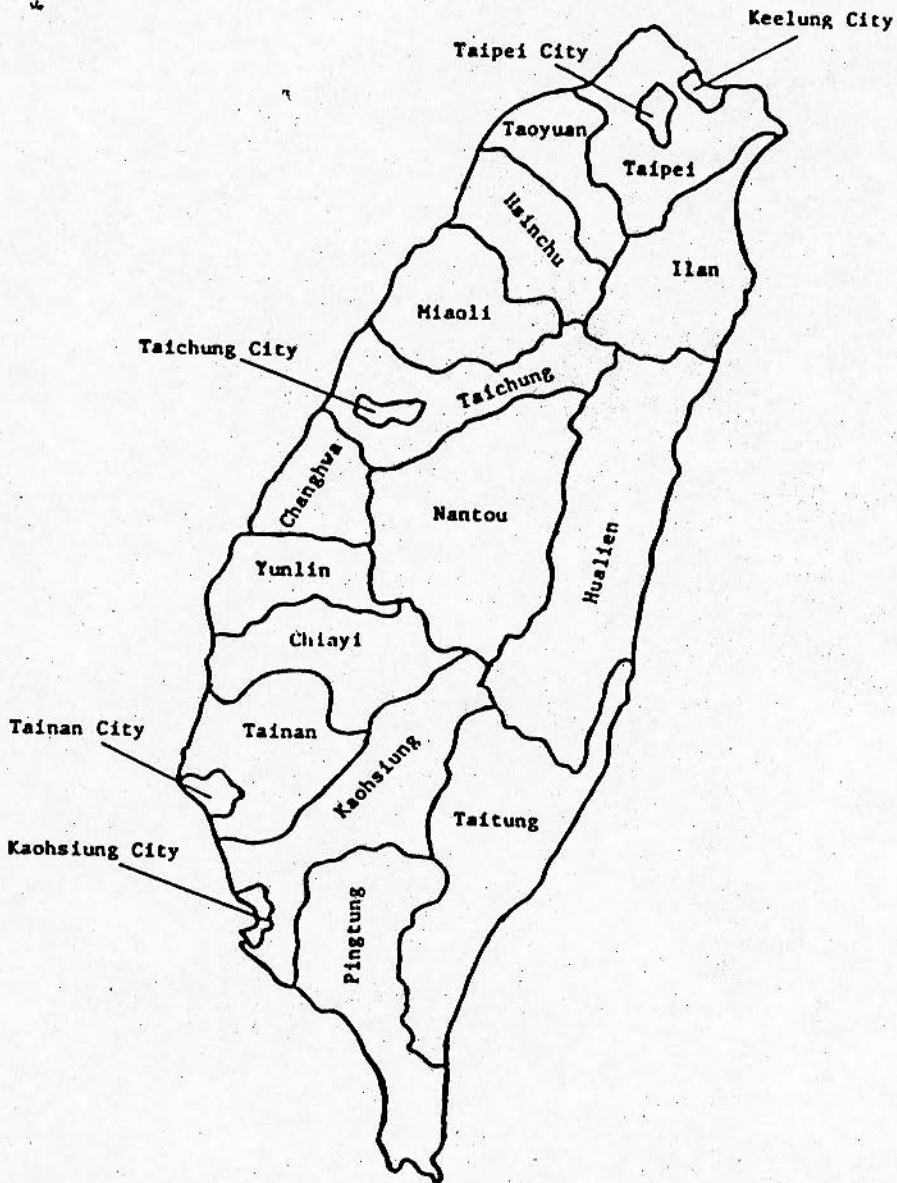 Keelung City
Taipei City
Taoyuan
Taipei
Hsinchu
Ilan
Miaoli
Taichung City
Taichung
Changhwa
Nantou
Yunlin
Hualien
Chiayi
Tainan City
Tainan
Kaohsiung
Taitung
Kaohsiung City
Pingtung